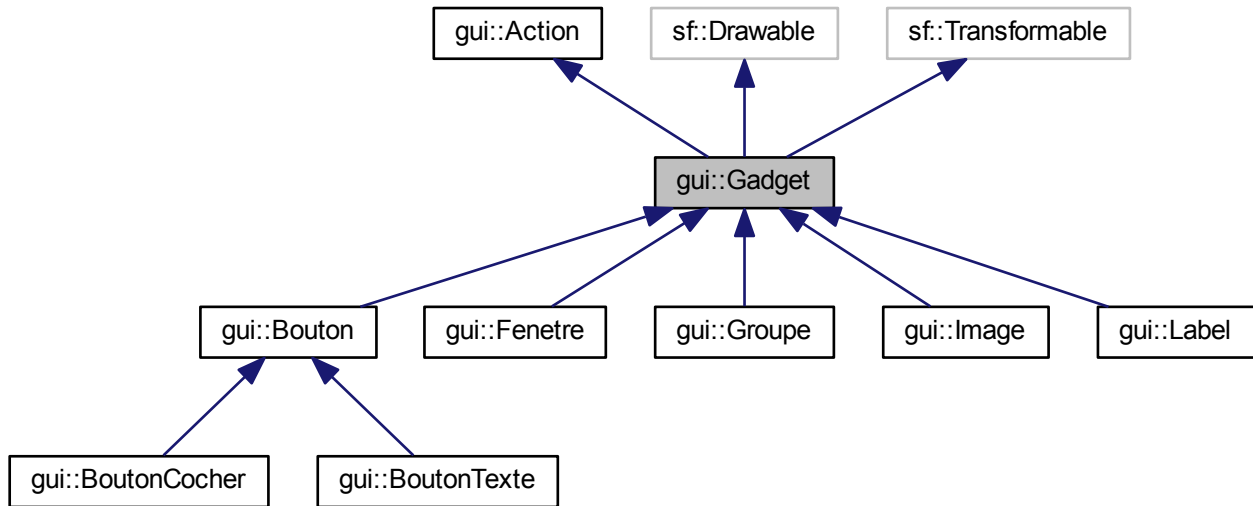 gui::Action
sf::Drawable
sf::Transformable
gui::Gadget
gui::Bouton
gui::Fenetre
gui::Groupe
gui::Image
gui::Label
gui::BoutonCocher
gui::BoutonTexte